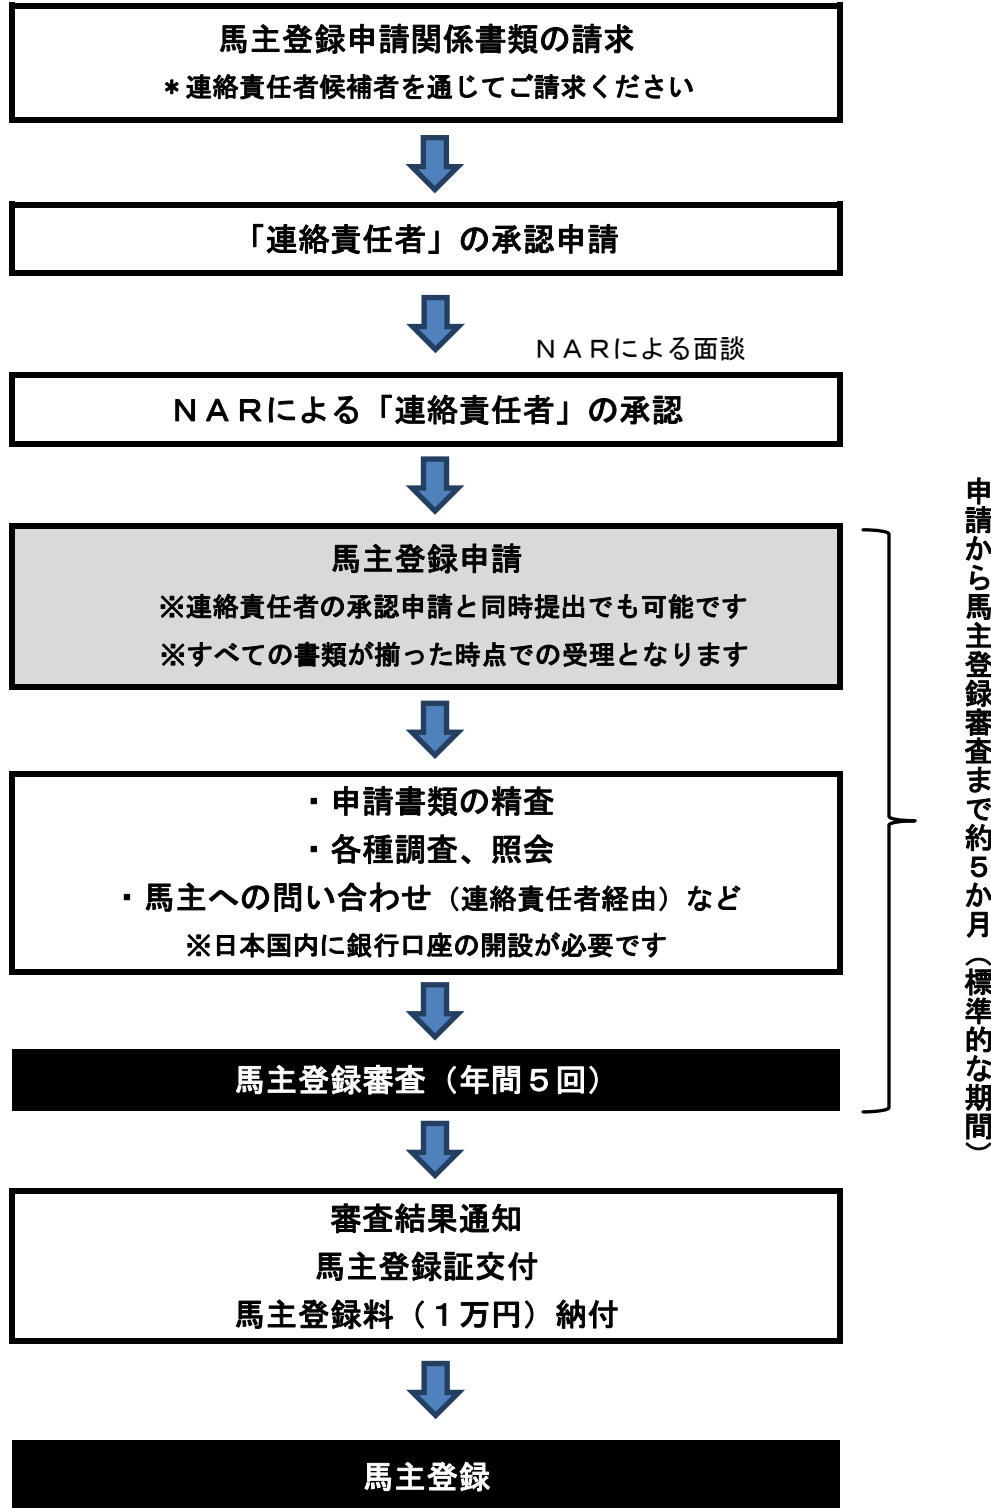 馬主登録申請関係書類の請求
＊連絡責任者候補者を通じてご請求ください
「連絡責任者」の承認申請
ＮＡＲによる面談
ＮＡＲによる「連絡責任者」の承認
馬主登録申請
※連絡責任者の承認申請と同時提出でも可能です
※すべての書類が揃った時点での受理となります
・申請書類の精査
・各種調査、照会
・馬主への問い合わせ（連絡責任者経由）など
※日本国内に銀行口座の開設が必要です
馬主登録審査（年間５回）
申請から馬主登録審査まで約５か月（標準的な期間）
審査結果通知
馬主登録証交付
馬主登録料（１万円）納付
馬主登録